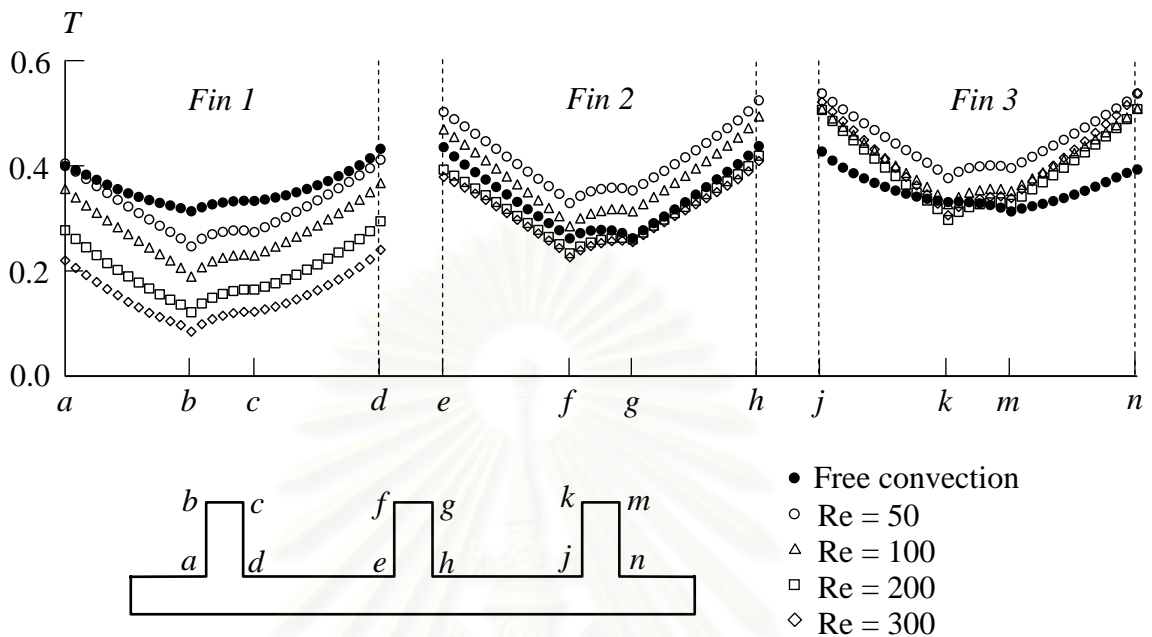 T
0.6
Fin 1 Fin 2 Fin 3
0.4
0.2
0.0
a b c d e f g h j k m n
b c f g k m
a d e h j n
Free convection
Re = 50
Re = 100
Re = 200
Re = 300